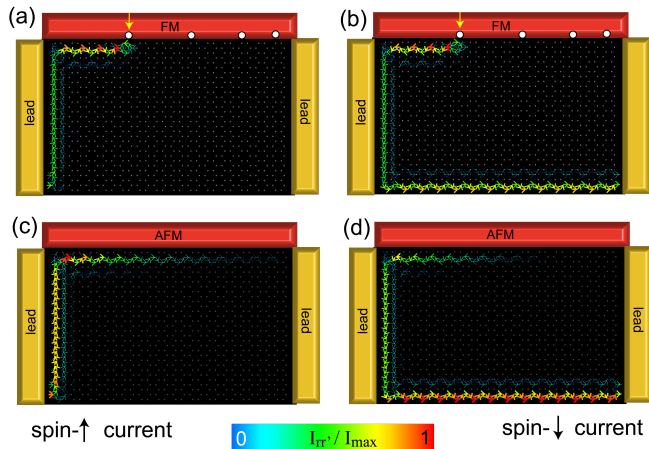 (a) FM (b) FM
lead lead lead lead
(c) AFM (d) AFM
lead lead lead lead
spin-↑ current 0 I_rr' / I_max 1 spin-↓ current